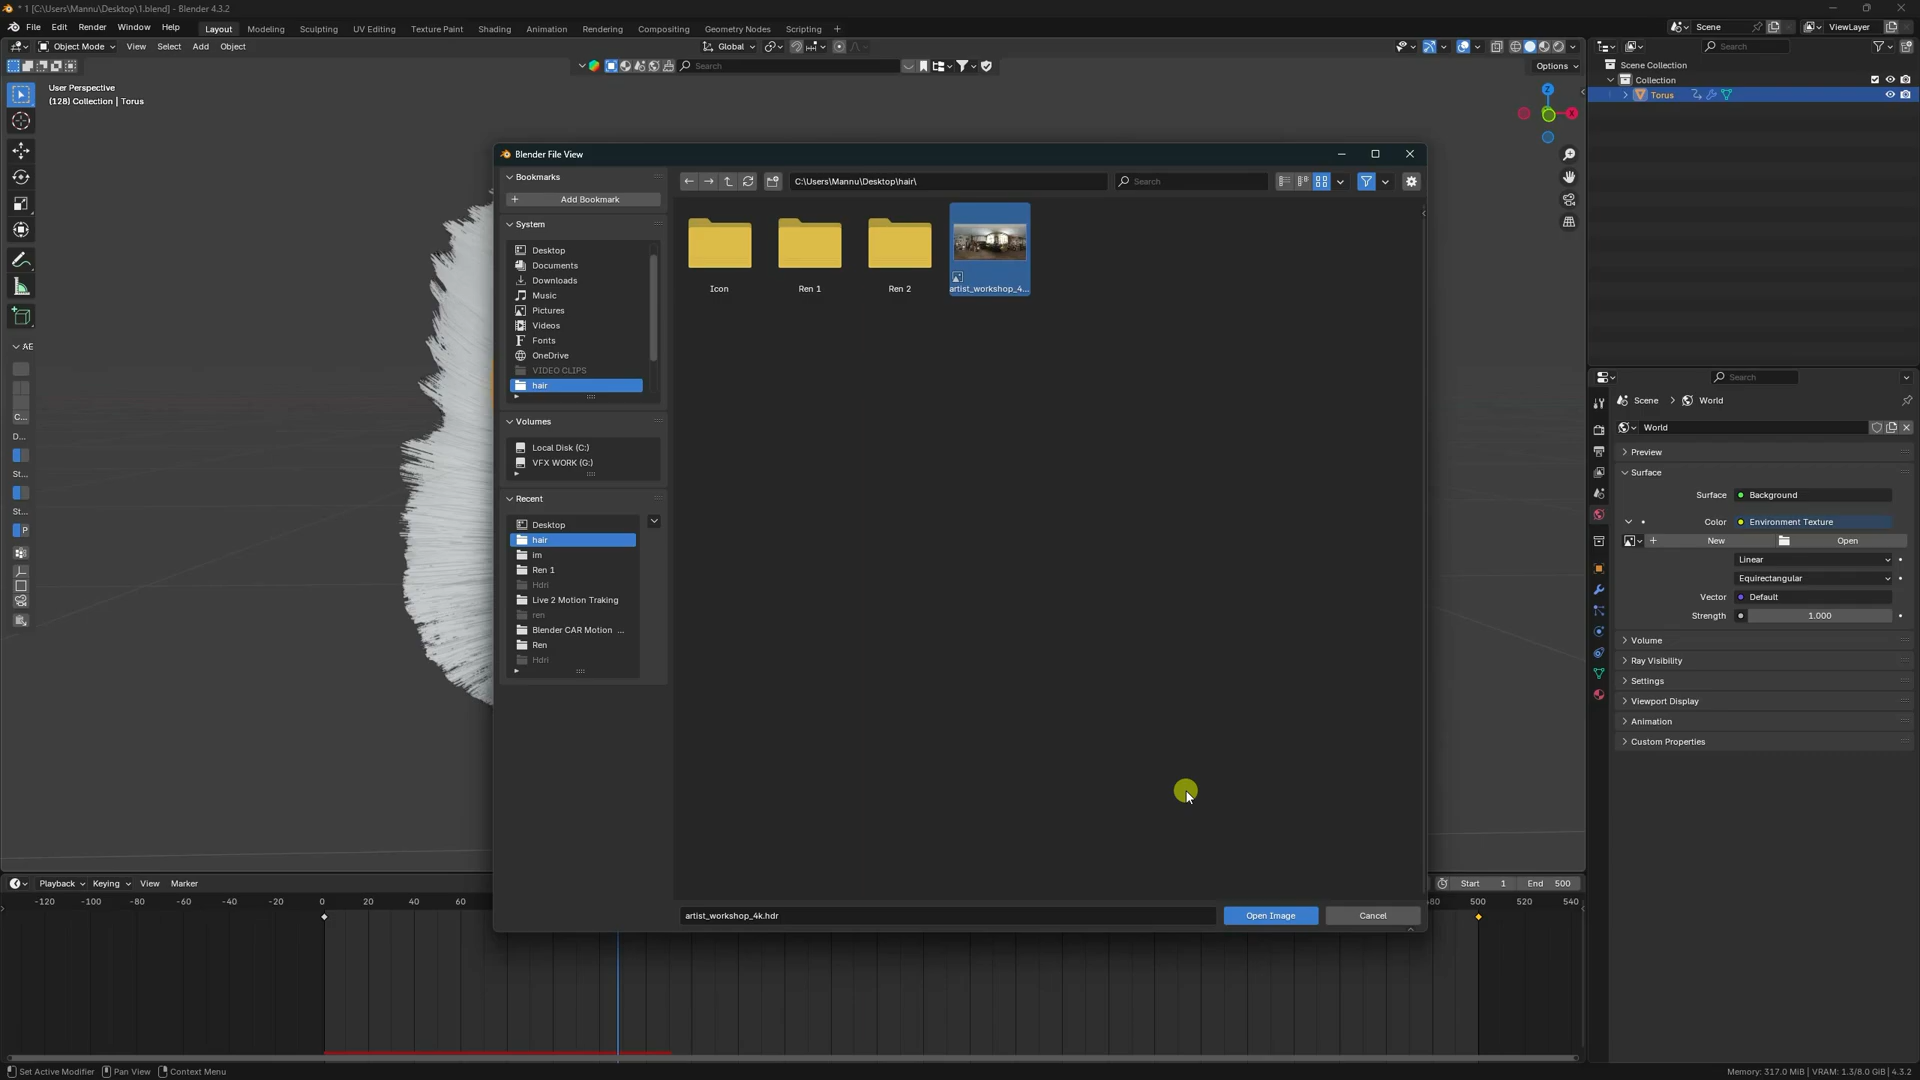 * 1 [C:\Users\Mannu\Desktop\1.blend] - Blender 4.3.2
File Edit Render Window Help Layout Modeling Sculpting UV Editing Texture Paint Shading Animation Rendering Compositing Geometry Nodes Scripting + Scene ViewLayer
Object Mode View Select Add Object Global Search
Search Options
User Perspective
(128) Collection | Torus
Z
X
Scene Collection
Collection
Torus
Blender File View
Bookmarks
Add Bookmark
System
Desktop
Documents
Downloads
Music
Pictures
Videos
Fonts
OneDrive
VIDEO CLIPS
hair
Volumes
Local Disk (C:)
VFX WORK (G:)
Recent
Desktop
hair
im
Ren 1
Hdri
Live 2 Motion Traking
ren
Blender CAR Motion ...
Ren
Hdri
C:\Users\Mannu\Desktop\hair\ Search
Icon Ren 1 Ren 2 artist_workshop_4...
artist_workshop_4k.hdr Open Image Cancel
AE
C...
D...
St...
St...
P
Search
Scene > World
World
Preview
Surface
Surface Background
Color Environment Texture
New Open
Linear
Equirectangular
Vector Default
Strength 1.000
Volume
Ray Visibility
Settings
Viewport Display
Animation
Custom Properties
Playback Keying View Marker Start 1 End 500
-120 -100 -80 -60 -40 -20 0 20 40 60 480 500 520 540
Set Active Modifier Pan View Context Menu Memory: 317.0 MiB | VRAM: 1.3/8.0 GiB | 4.3.2